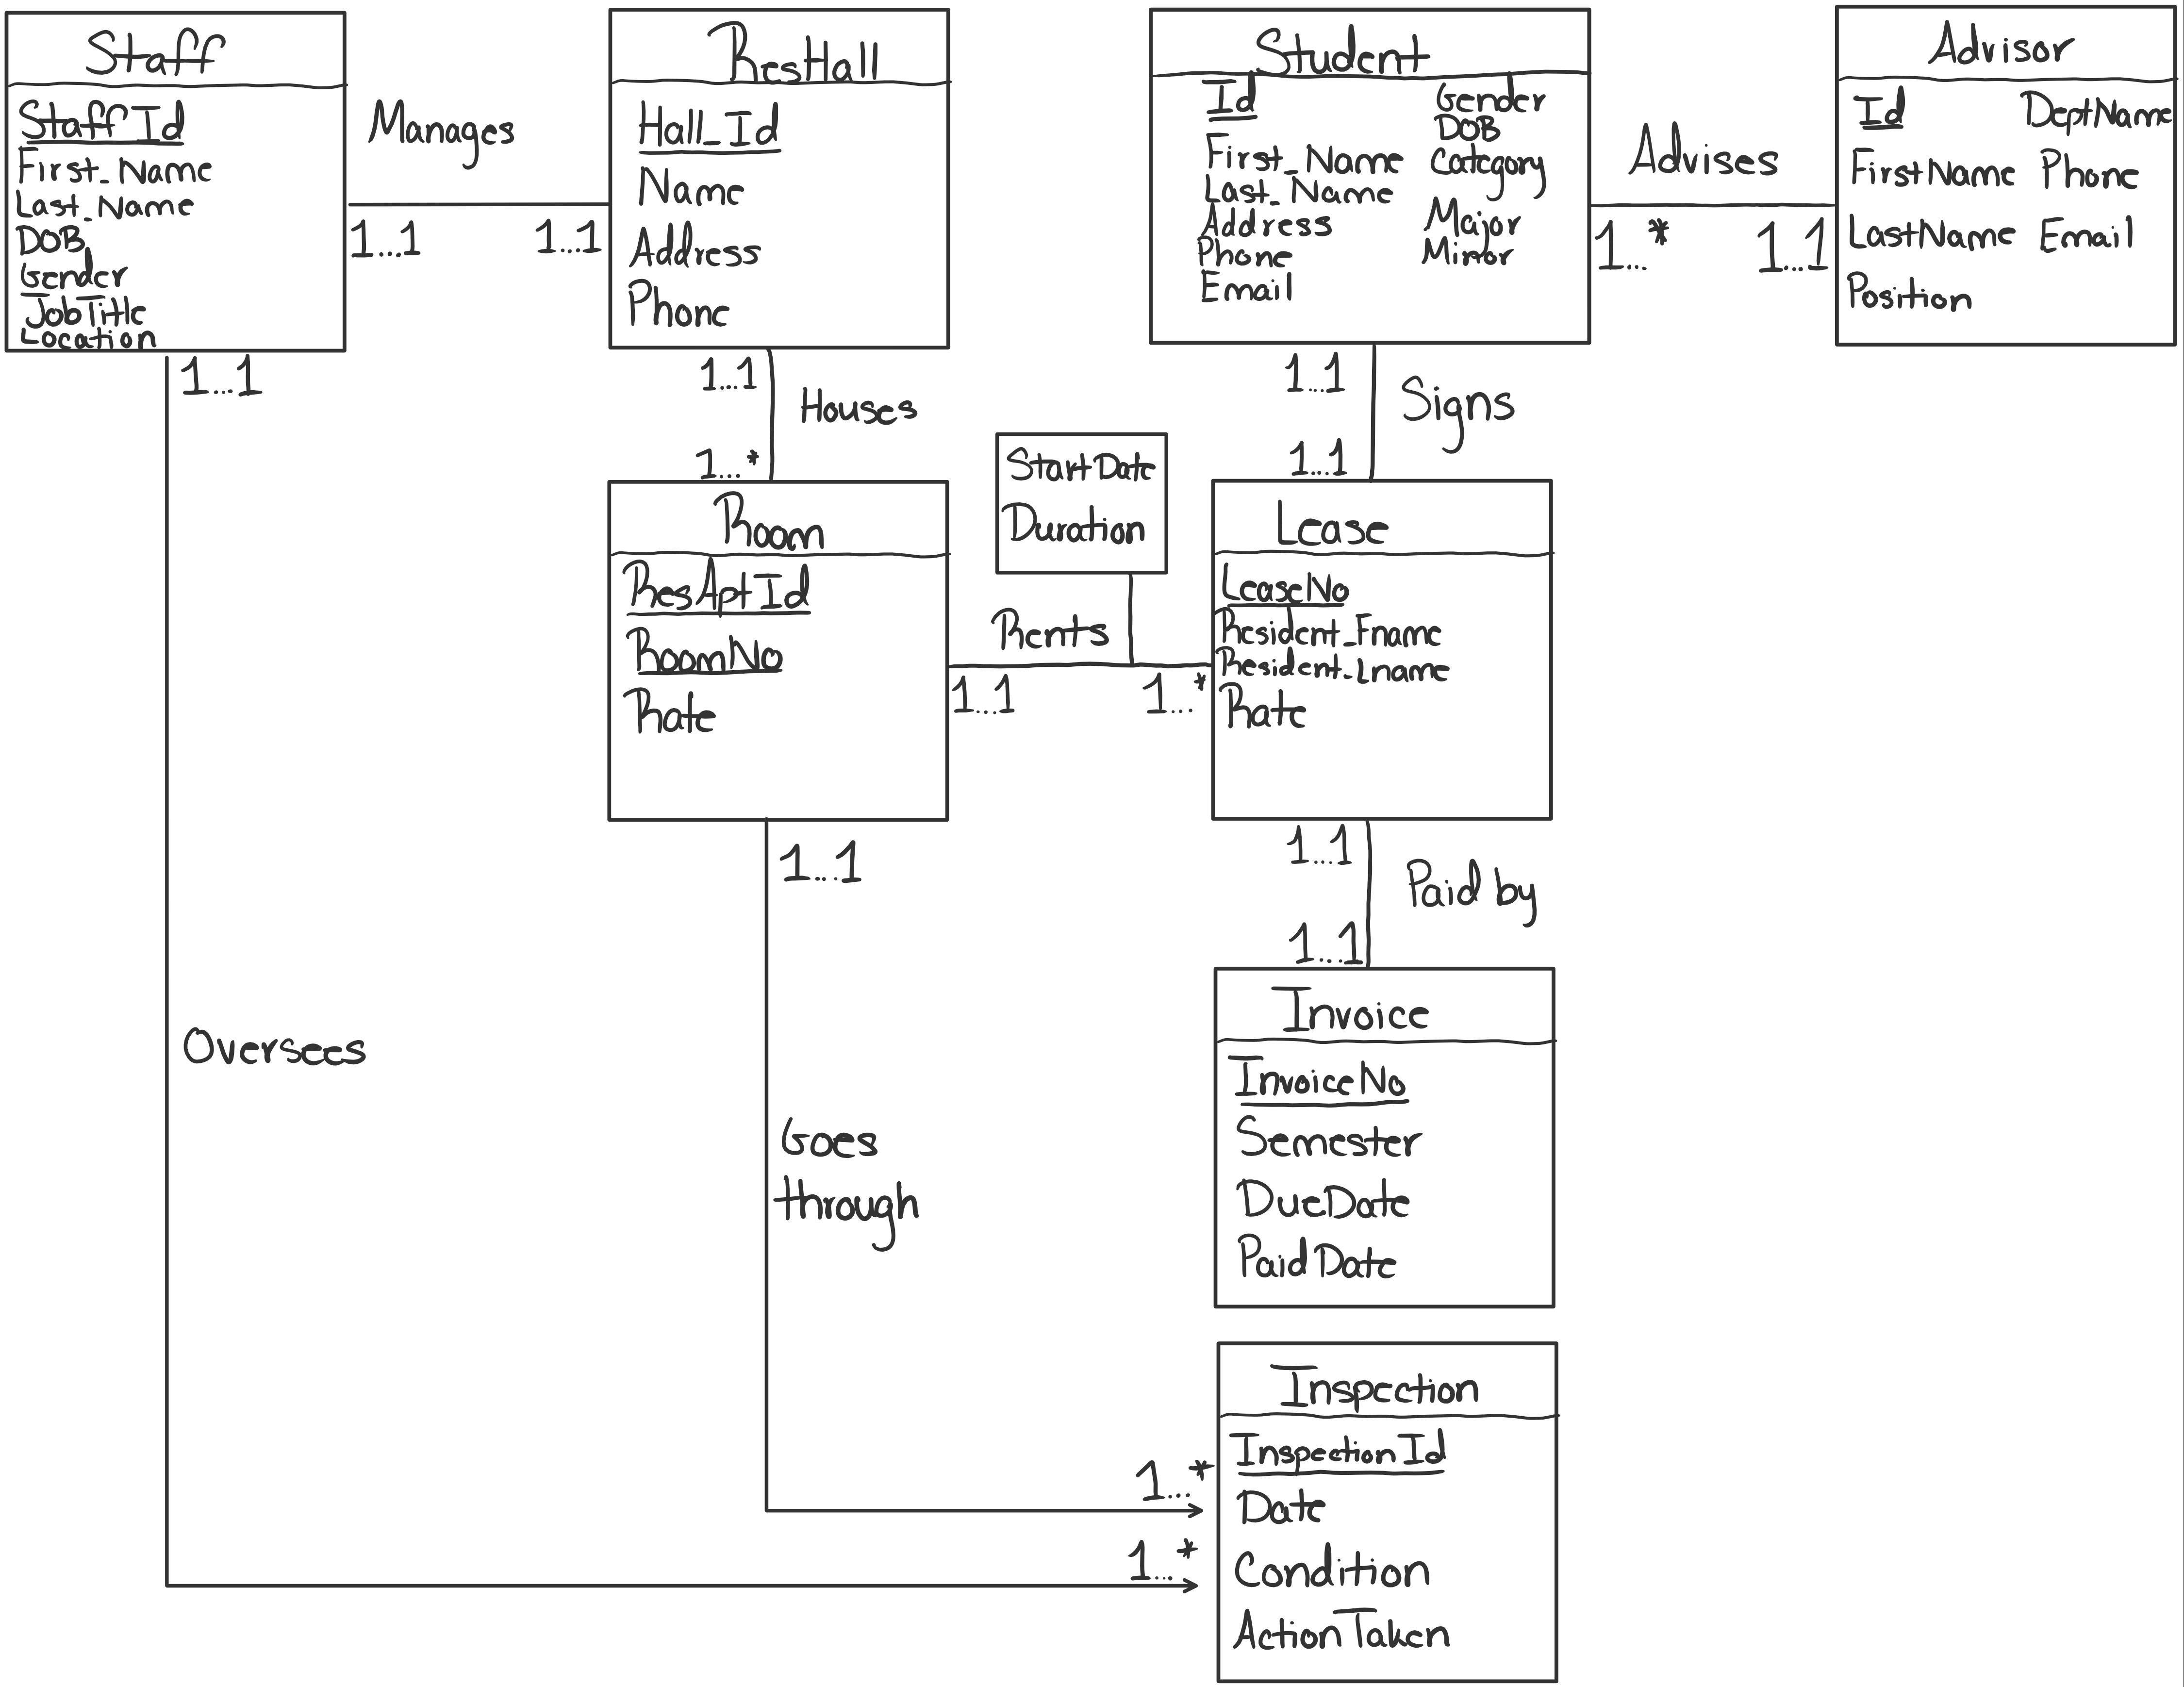 Staff
StaffId
First_Name
Last_Name
DoB
Gender
JobTitle
Location
Manages
1...1
1...1
ResHall
Hall_Id
Name
Address
Phone
Student
Id
First_Name
Last_Name
Address
Phone
Email
Gender
DOB
Category
Major
Minor
Advises
1...*
1...1
Advisor
Id
FirstName
LastName
Position
DeptName
Phone
Email
1...1
1...1
Houses
1...*
1...1
Signs
1...1
Room
ResAptId
RoomNo
Rate
StartDate
Duration
Rents
1...1
1...*
Lease
LeaseNo
Resident_Fname
Resident_Lname
Rate
1...1
1...1
Paid by
1...1
Invoice
InvoiceNo
Semester
DueDate
PaidDate
Oversees
Goes
through
1...*
1...*
Inspection
InspectionId
Date
Condition
ActionTaken